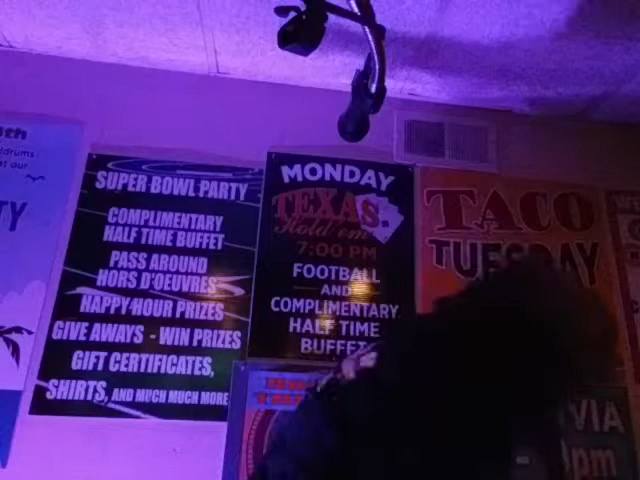 SUPER BOWL PARTY
COMPLIMENTARY
HALF TIME BUFFET
PASS AROUND
HORS D'OEUVRES
HAPPY HOUR PRIZES
GIVE AWAYS - WIN PRIZES
GIFT CERTIFICATES,
SHIRTS, AND MUCH MUCH MORE
MONDAY
TEXAS
Hold em
7:00 PM
FOOTBALL
AND
COMPLIMENTARY
HALF TIME
BUFFET
TACO
TUESDAY